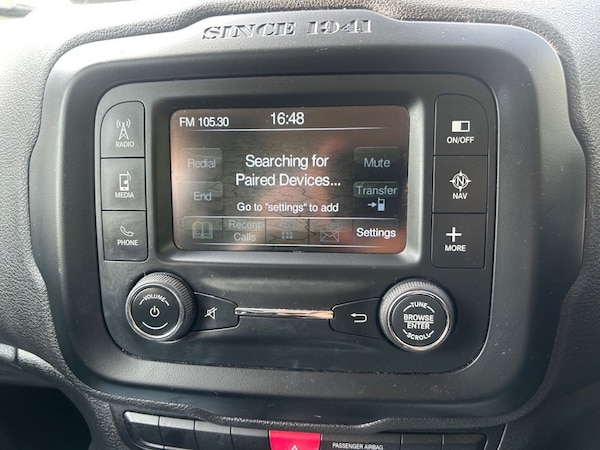 SINCE 1941
FM 105.30 16:48
Redial
Searching for
Paired Devices...
Mute
End
Transfer
Go to "settings" to add
Recent
Calls
Settings
RADIO
MEDIA
PHONE
ON/OFF
N
NAV
MORE
VOLUME
TUNE
BROWSE
ENTER
SCROLL
PASSENGER AIRBAG